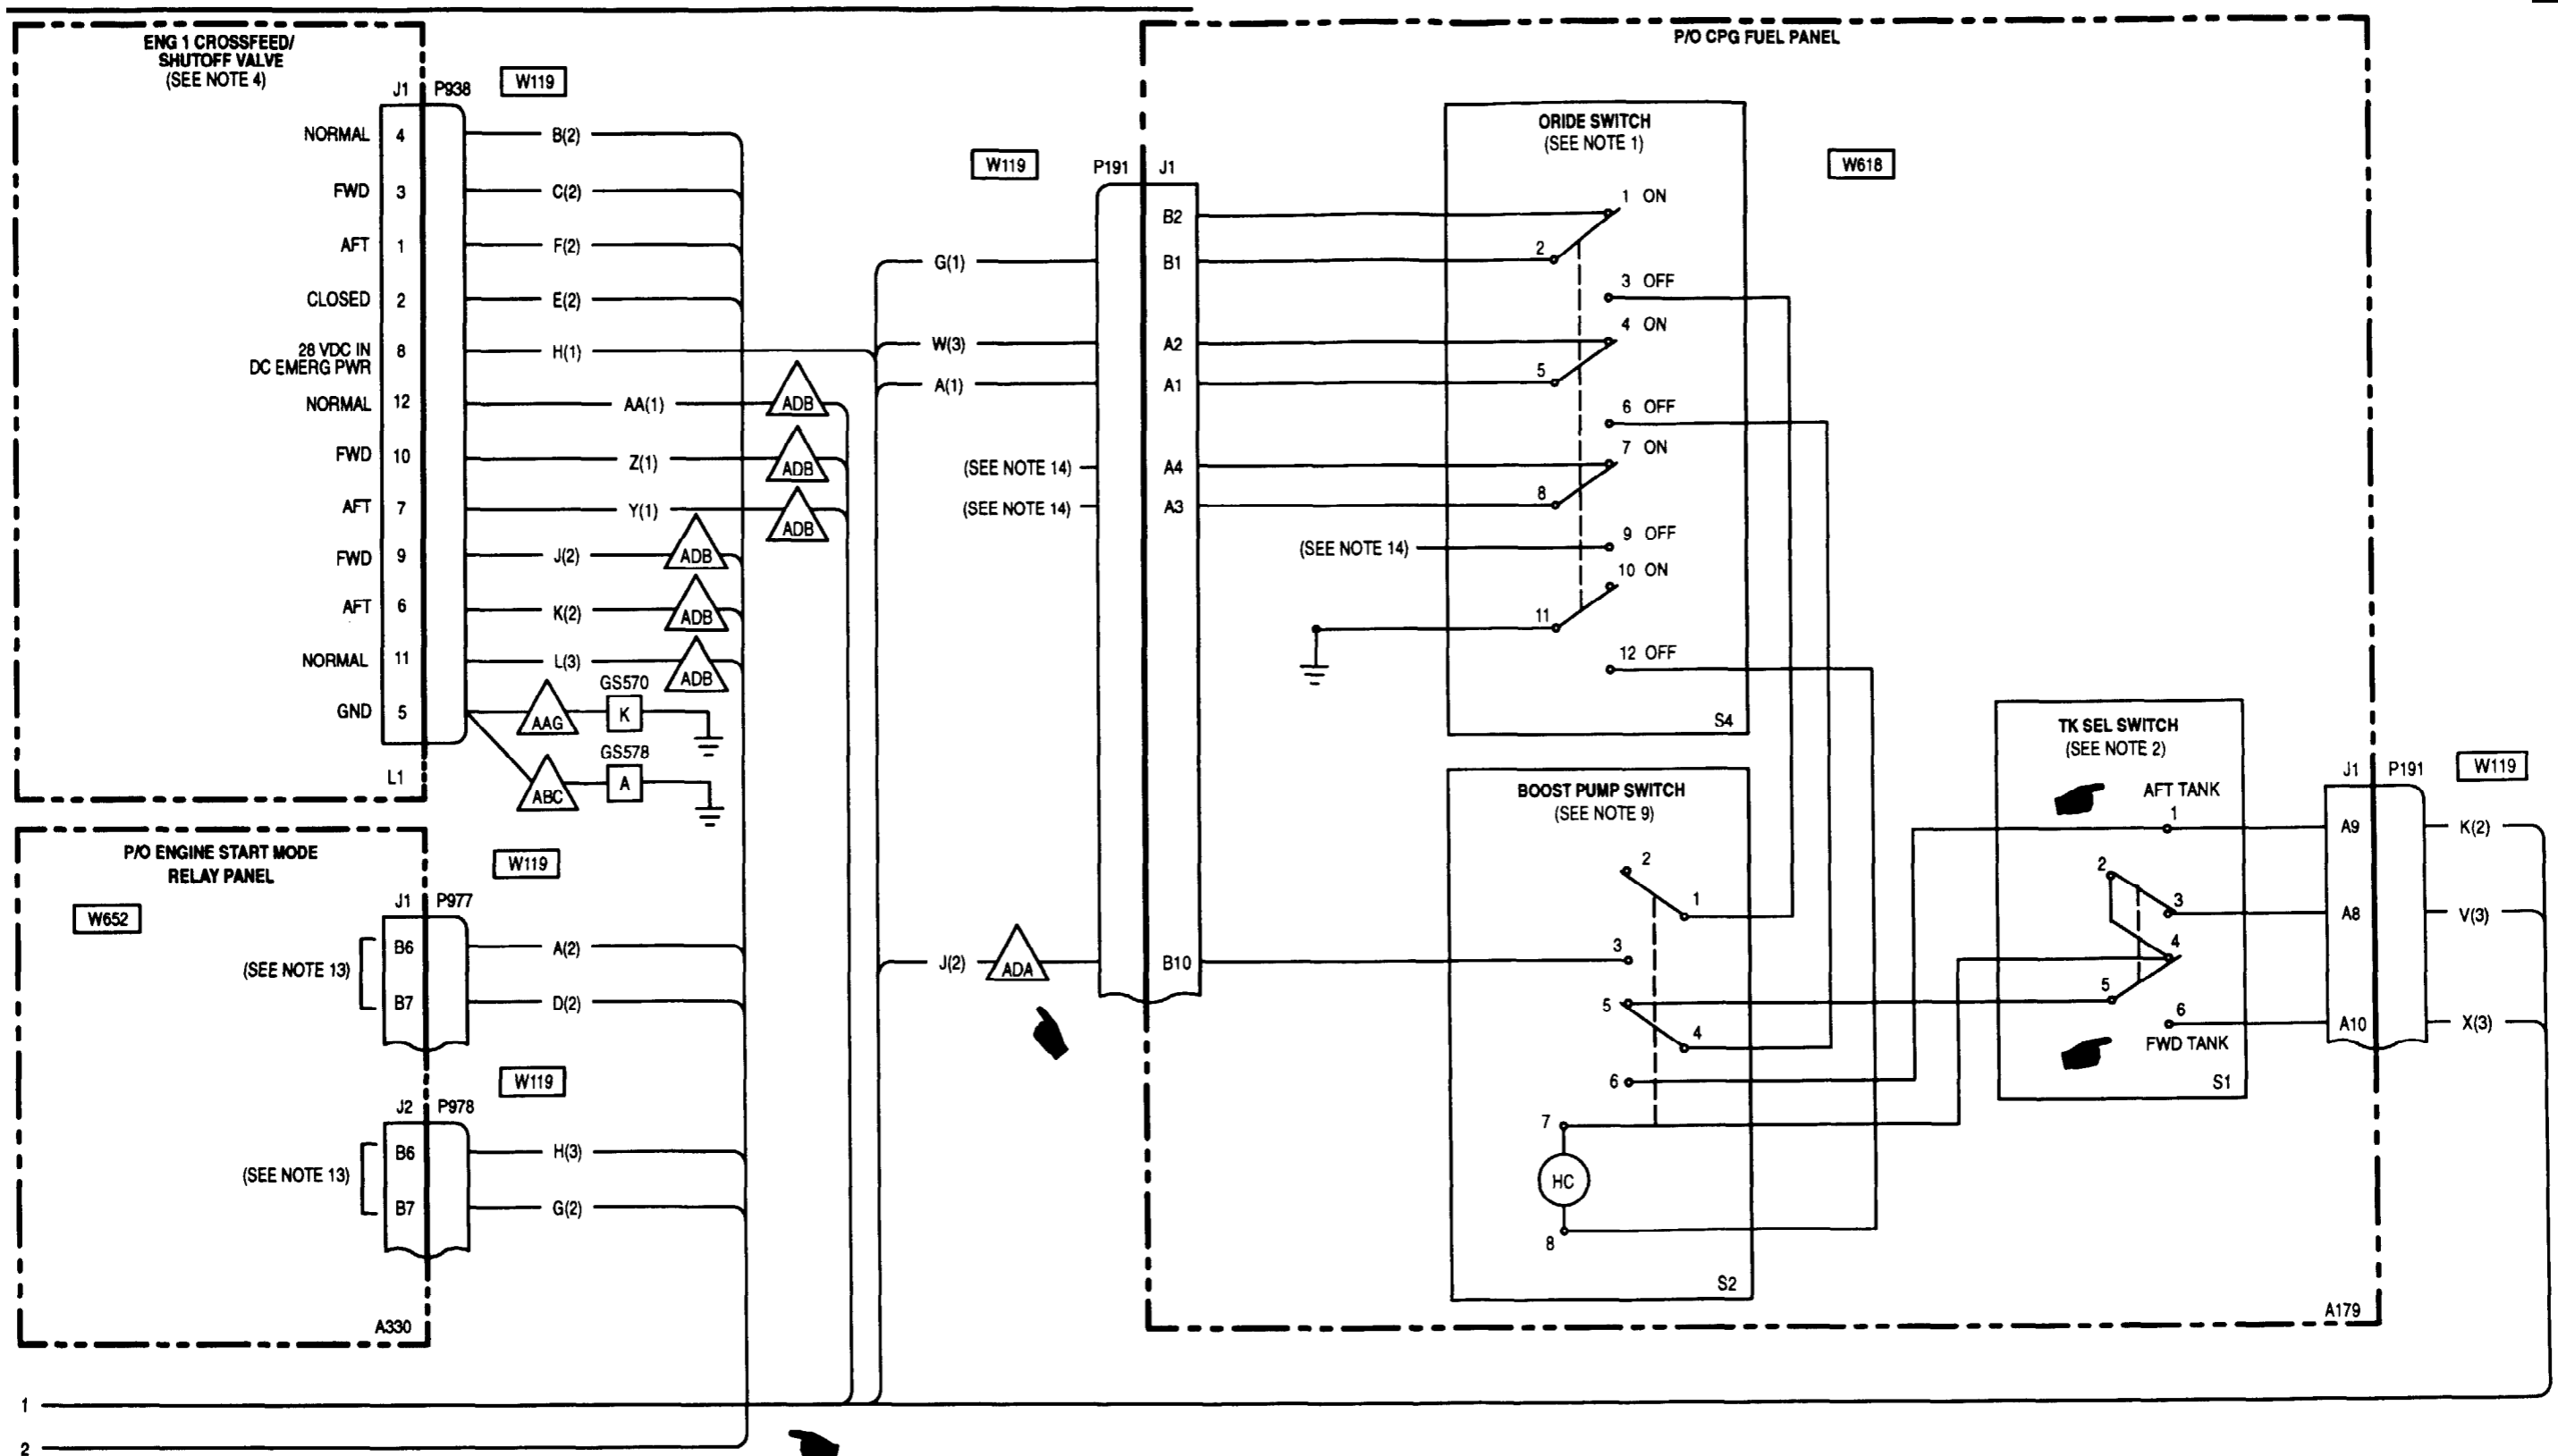 ENG 1 CROSSFEED/
SHUTOFF VALVE
(SEE NOTE 4)
J1 P938
W119
NORMAL 4 B(2)
FWD 3 C(2)
AFT 1 F(2)
CLOSED 2 E(2)
28 VDC IN
DC EMERG PWR
8 H(1)
NORMAL 12 AA(1) ADB
FWD 10 Z(1) ADB
AFT 7 Y(1) ADB
FWD 9 J(2) ADB
AFT 6 K(2) ADB
NORMAL 11 L(3) ADB
GND 5 AAG GS570 K
ABC GS578 A
L1
P/O ENGINE START MODE
RELAY PANEL
W652
W119
J1 P977
(SEE NOTE 13)
B6 A(2)
B7 D(2)
W119
J2 P978
(SEE NOTE 13)
B6 H(3)
B7 G(2)
A330
1
2
P/O CPG FUEL PANEL
W119
P191 J1
B2
G(1) B1
W(3) A2
A(1) A1
(SEE NOTE 14) A4
(SEE NOTE 14) A3
J(2) ADA B10
ORIDE SWITCH
(SEE NOTE 1)
1 ON
2
3 OFF
4 ON
5
6 OFF
7 ON
8
(SEE NOTE 14) 9 OFF
10 ON
11
12 OFF
S4
W618
BOOST PUMP SWITCH
(SEE NOTE 9)
2
1
3
5
4
6
7
HC
8
S2
TK SEL SWITCH
(SEE NOTE 2)
AFT TANK
1
2
3
4
5
6
FWD TANK
S1
J1 P191
W119
A9 K(2)
A8 V(3)
A10 X(3)
A179